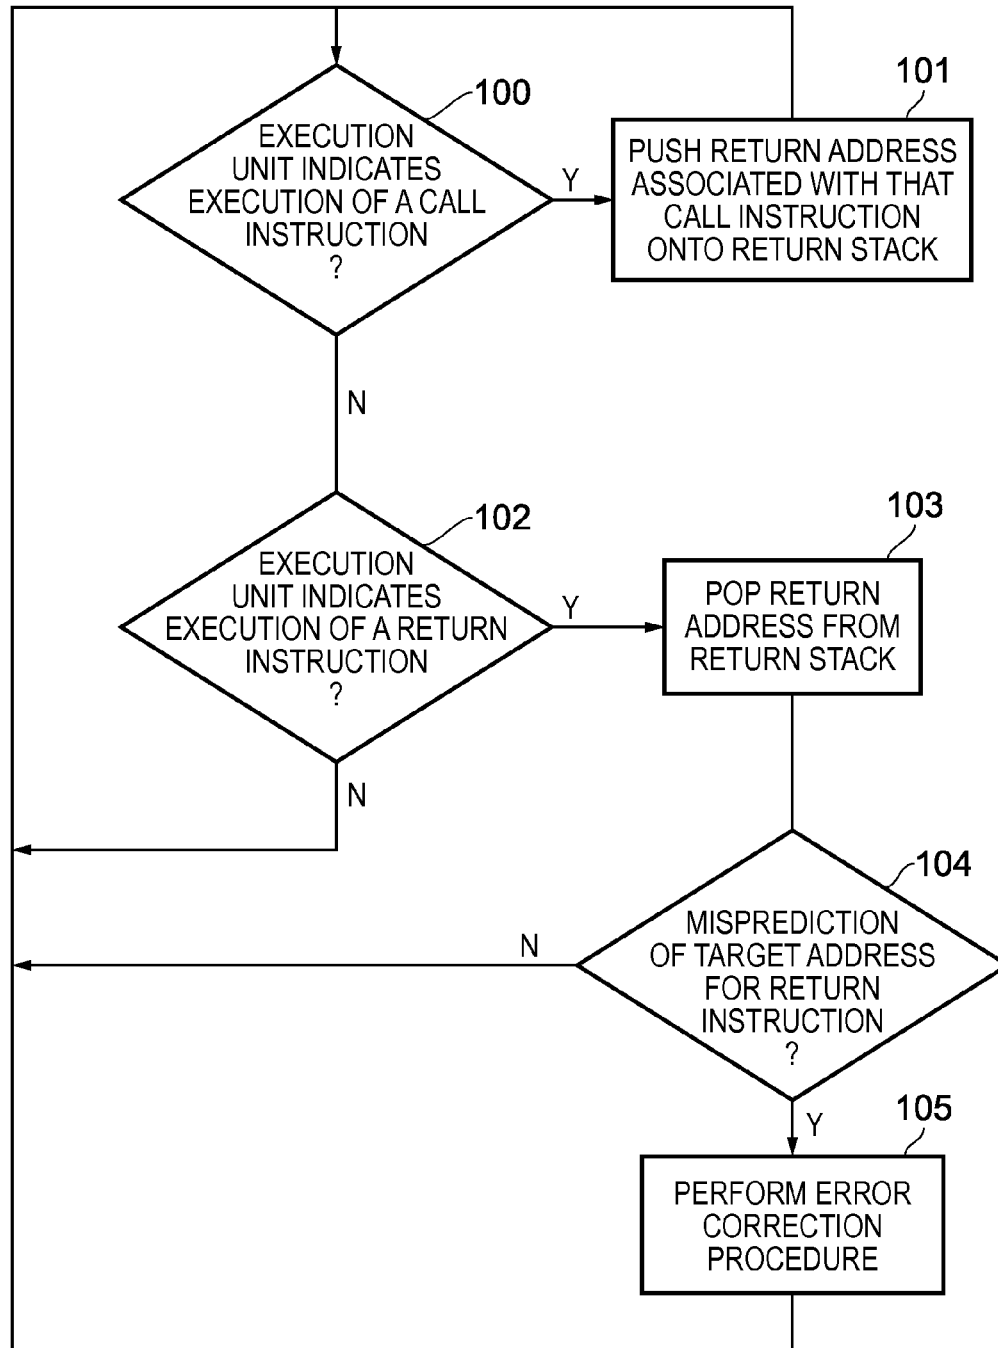 100
EXECUTION
UNIT INDICATES
EXECUTION OF A CALL
INSTRUCTION
?
Y
101
PUSH RETURN ADDRESS
ASSOCIATED WITH THAT
CALL INSTRUCTION
ONTO RETURN STACK
N
102
EXECUTION
UNIT INDICATES
EXECUTION OF A RETURN
INSTRUCTION
?
Y
103
POP RETURN
ADDRESS FROM
RETURN STACK
N
104
MISPREDICTION
OF TARGET ADDRESS
FOR RETURN
INSTRUCTION
?
N
Y
105
PERFORM ERROR
CORRECTION
PROCEDURE